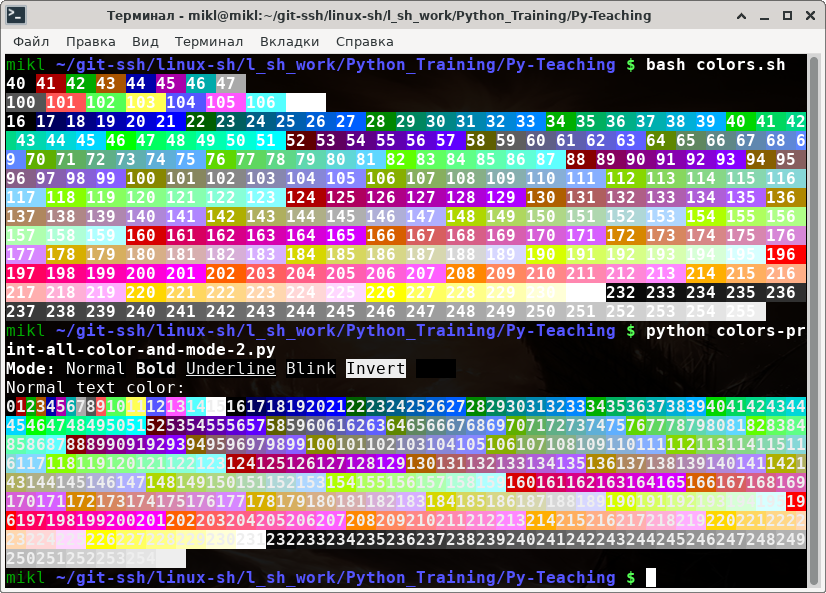 Терминал - mikl@mikl:~/git-ssh/linux-sh/l_sh_work/Python_Training/Py-Teaching
Файл Правка Вид Терминал Вкладки Справка
mikl ~/git-ssh/linux-sh/l_sh_work/Python_Training/Py-Teaching $ bash colors.sh
40 41 42 43 44 45 46 47
100 101 102 103 104 105 106
16 17 18 19 20 21 22 23 24 25 26 27 28 29 30 31 32 33 34 35 36 37 38 39 40 41 42
43 44 45 46 47 48 49 50 51 52 53 54 55 56 57 58 59 60 61 62 63 64 65 66 67 68 6
9 70 71 72 73 74 75 76 77 78 79 80 81 82 83 84 85 86 87 88 89 90 91 92 93 94 95
96 97 98 99 100 101 102 103 104 105 106 107 108 109 110 111 112 113 114 115 116
117 118 119 120 121 122 123 124 125 126 127 128 129 130 131 132 133 134 135 136
137 138 139 140 141 142 143 144 145 146 147 148 149 150 151 152 153 154 155 156
157 158 159 160 161 162 163 164 165 166 167 168 169 170 171 172 173 174 175 176
177 178 179 180 181 182 183 184 185 186 187 188 189 190 191 192 193 194 195 196
197 198 199 200 201 202 203 204 205 206 207 208 209 210 211 212 213 214 215 216
217 218 219 220 221 222 223 224 225 226 227 228 229 230 232 233 234 235 236
237 238 239 240 241 242 243 244 245 246 247 248 249 250 251 252 253 254 255
mikl ~/git-ssh/linux-sh/l_sh_work/Python_Training/Py-Teaching $ python colors-pr
int-all-color-and-mode-2.py
Mode: Normal Bold Underline Blink Invert
Normal text color:
01234567891011121314151617181920212223242526272829303132333435363738394041424344
45464748495051525354555657585960616263646566676869707172737475767778798081828384
85868788899091929394959697989910010110210310410510610710810911011111211311411511
61171181191201211221231241251261271281291301311321331341351361371381391401411421
43144145146147148149150151152153154155156157158159160161162163164165166167168169
17017117217317417517617717817918018118218318418518618718818919019119219319419519
61971981992002012022032042052062072082092102112122132142152162172182192202212222
23224225226227228229230231232233234235236237238239240241242243244245246247248249
250251252253254255
mikl ~/git-ssh/linux-sh/l_sh_work/Python_Training/Py-Teaching $